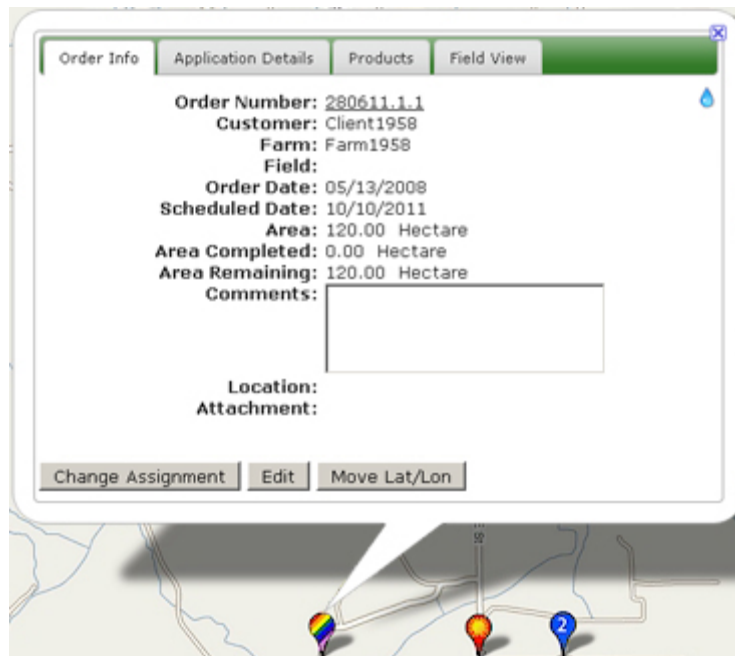 Order Info Application Details Products Field View
Order Number: 280611.1.1
Customer: Client1958
Farm: Farm1958
Field:
Order Date: 05/13/2008
Scheduled Date: 10/10/2011
Area: 120.00 Hectare
Area Completed: 0.00 Hectare
Area Remaining: 120.00 Hectare
Comments:
Location:
Attachment:
Change Assignment Edit Move Lat/Lon
E St
2